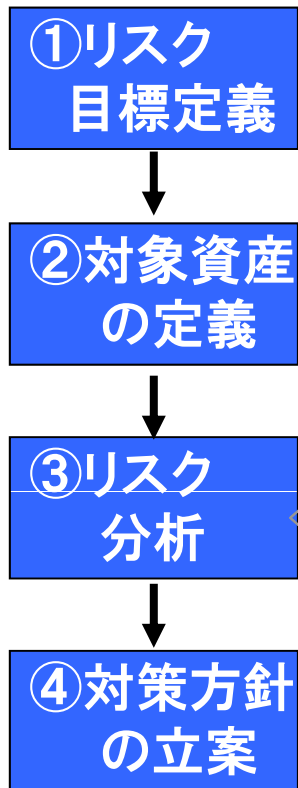 ①リスク
目標定義
②対象資産
の定義
③リスク
分析
④対策方針
の立案